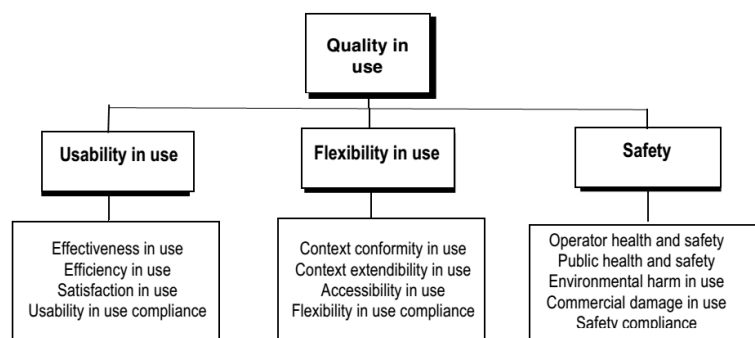 Quality in
use
Usability in use
Flexibility in use
Safety
Effectiveness in use
Efficiency in use
Satisfaction in use
Usability in use compliance
Context conformity in use
Context extendibility in use
Accessibility in use
Flexibility in use compliance
Operator health and safety
Public health and safety
Environmental harm in use
Commercial damage in use
Safety compliance